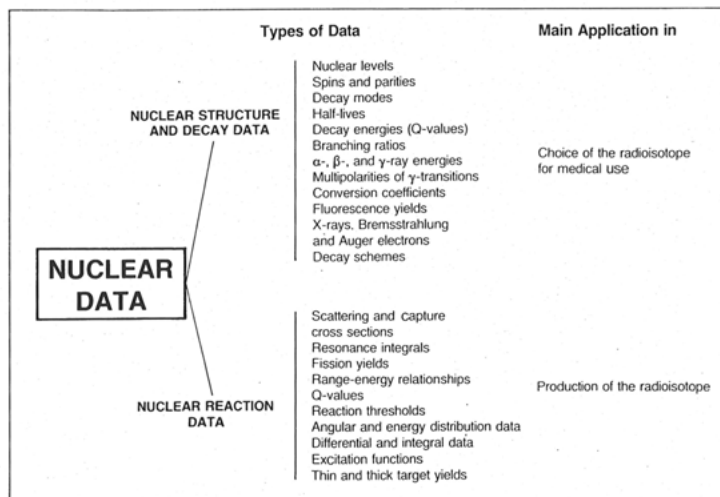 Types of Data
Main Application in
Nuclear levels
Spins and parities
Decay modes
Half-lives
NUCLEAR STRUCTURE
AND DECAY DATA
Decay energies (Q-values)
Branching ratios
α-, β-, and γ-ray energies
Multipolarities of γ-transitions
Conversion coefficients
Fluorescence yields
X-rays, Bremsstrahlung
and Auger electrons
Decay schemes
Choice of the radioisotope
for medical use
NUCLEAR
DATA
Scattering and capture
cross sections
Resonance integrals
Fission yields
Range-energy relationships
Q-values
Reaction thresholds
Angular and energy distribution data
Differential and integral data
Excitation functions
Thin and thick target yields
NUCLEAR REACTION
DATA
Production of the radioisotope